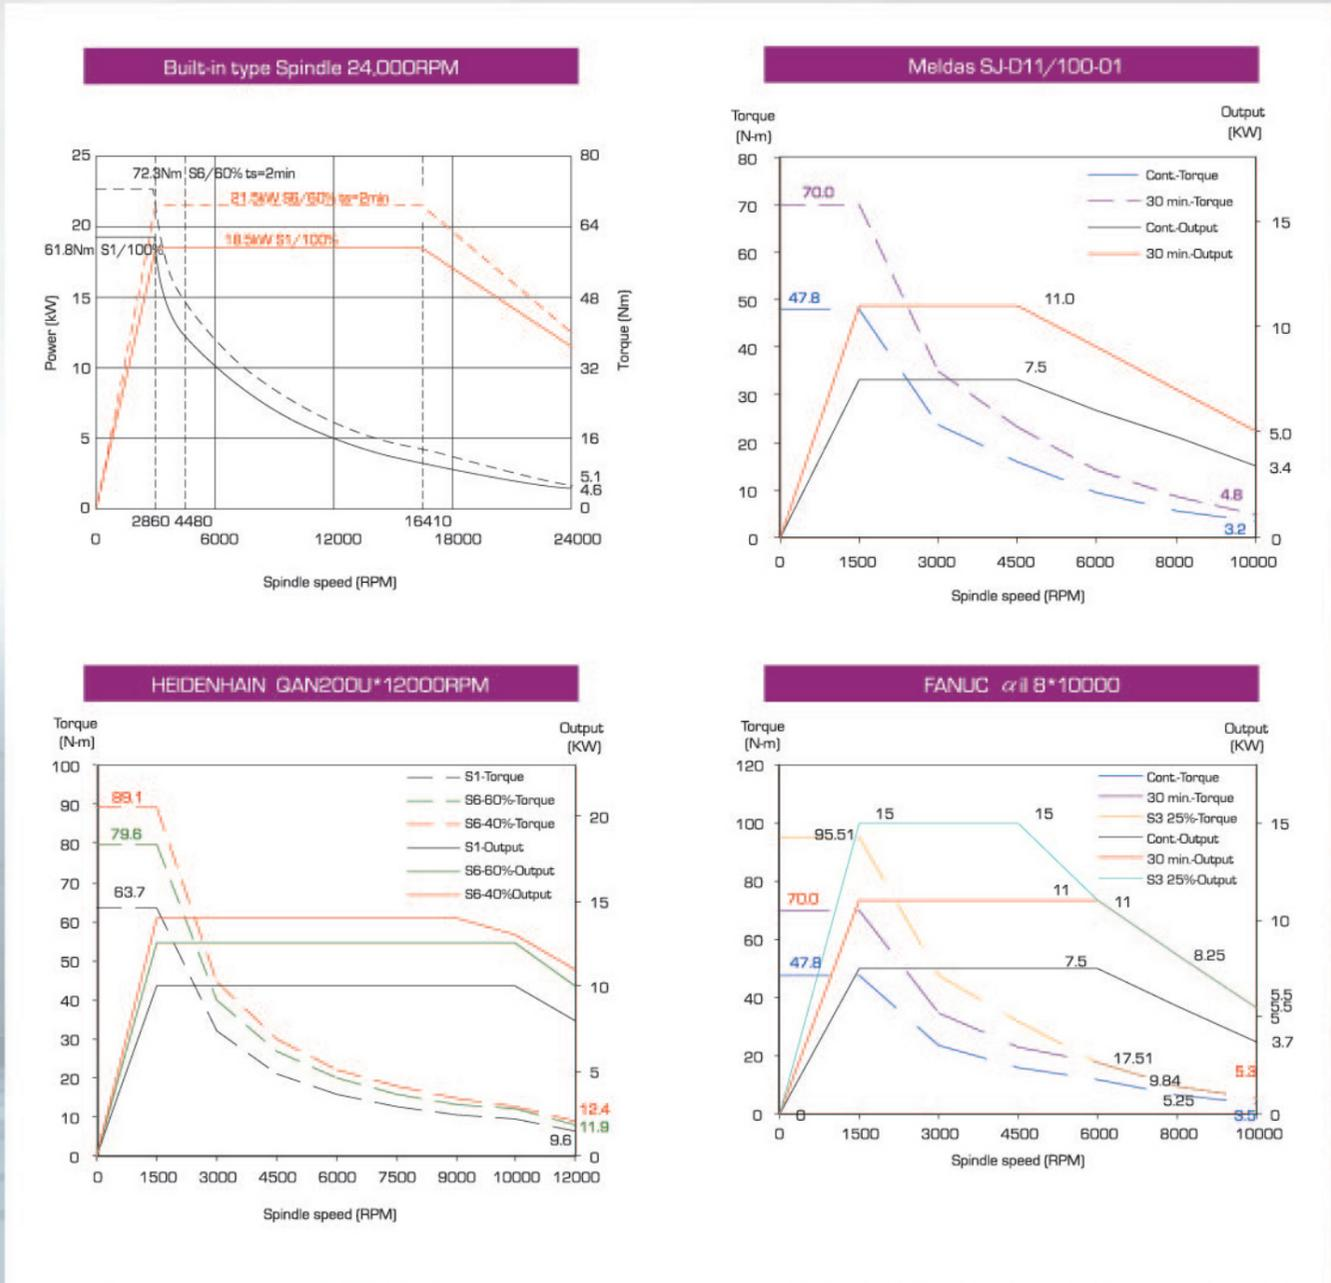 Built-in type Spindle 24,000RPM
25
80
72.3Nm S6/60% ts=2min
21.5kW S6/60% ts=2min
20
64
18.5kW S1/100%
61.8Nm S1/100%
15
48
Power (kW)
Torque (Nm)
10
32
5
16
5.1
4.6
0
0
2860 4480
16410
0
6000
12000
18000
24000
Spindle speed (RPM)
Meldas SJ-D11/100-01
Torque
(N-m)
Output
(KW)
80
Cont.-Torque
70
70.0
30 min.-Torque
15
Cont.-Output
60
30 min.-Output
50
47.8
11.0
10
40
7.5
30
20
5.0
3.4
10
4.8
3.2
0
0
0
1500
3000
4500
6000
8000
10000
Spindle speed (RPM)
HEIDENHAIN QAN200U*12000RPM
Torque
(N-m)
Output
(KW)
100
S1-Torque
90
89.1
S6-60%-Torque
20
S6-40%-Torque
80
79.6
S1-Output
70
S6-60%-Output
63.7
S6-40%Output
15
60
50
40
10
30
20
5
10
12.4
11.9
9.6
0
0
0
1500
3000
4500
6000
7500
9000
10500
12000
Spindle speed (RPM)
FANUC αil 8*10000
Torque
(N-m)
Output
(KW)
120
Cont.-Torque
30 min.-Torque
S3 25%-Torque
100
95.51
15
15
Cont.-Output
15
30 min.-Output
80
S3 25%-Output
70.0
11
11
10
60
47.8
7.5
8.25
40
5.5
5.5
3.7
20
17.51
9.84
5.25
5.3
3.5
0
0
0
0
1500
3000
4500
6000
8000
10000
Spindle speed (RPM)